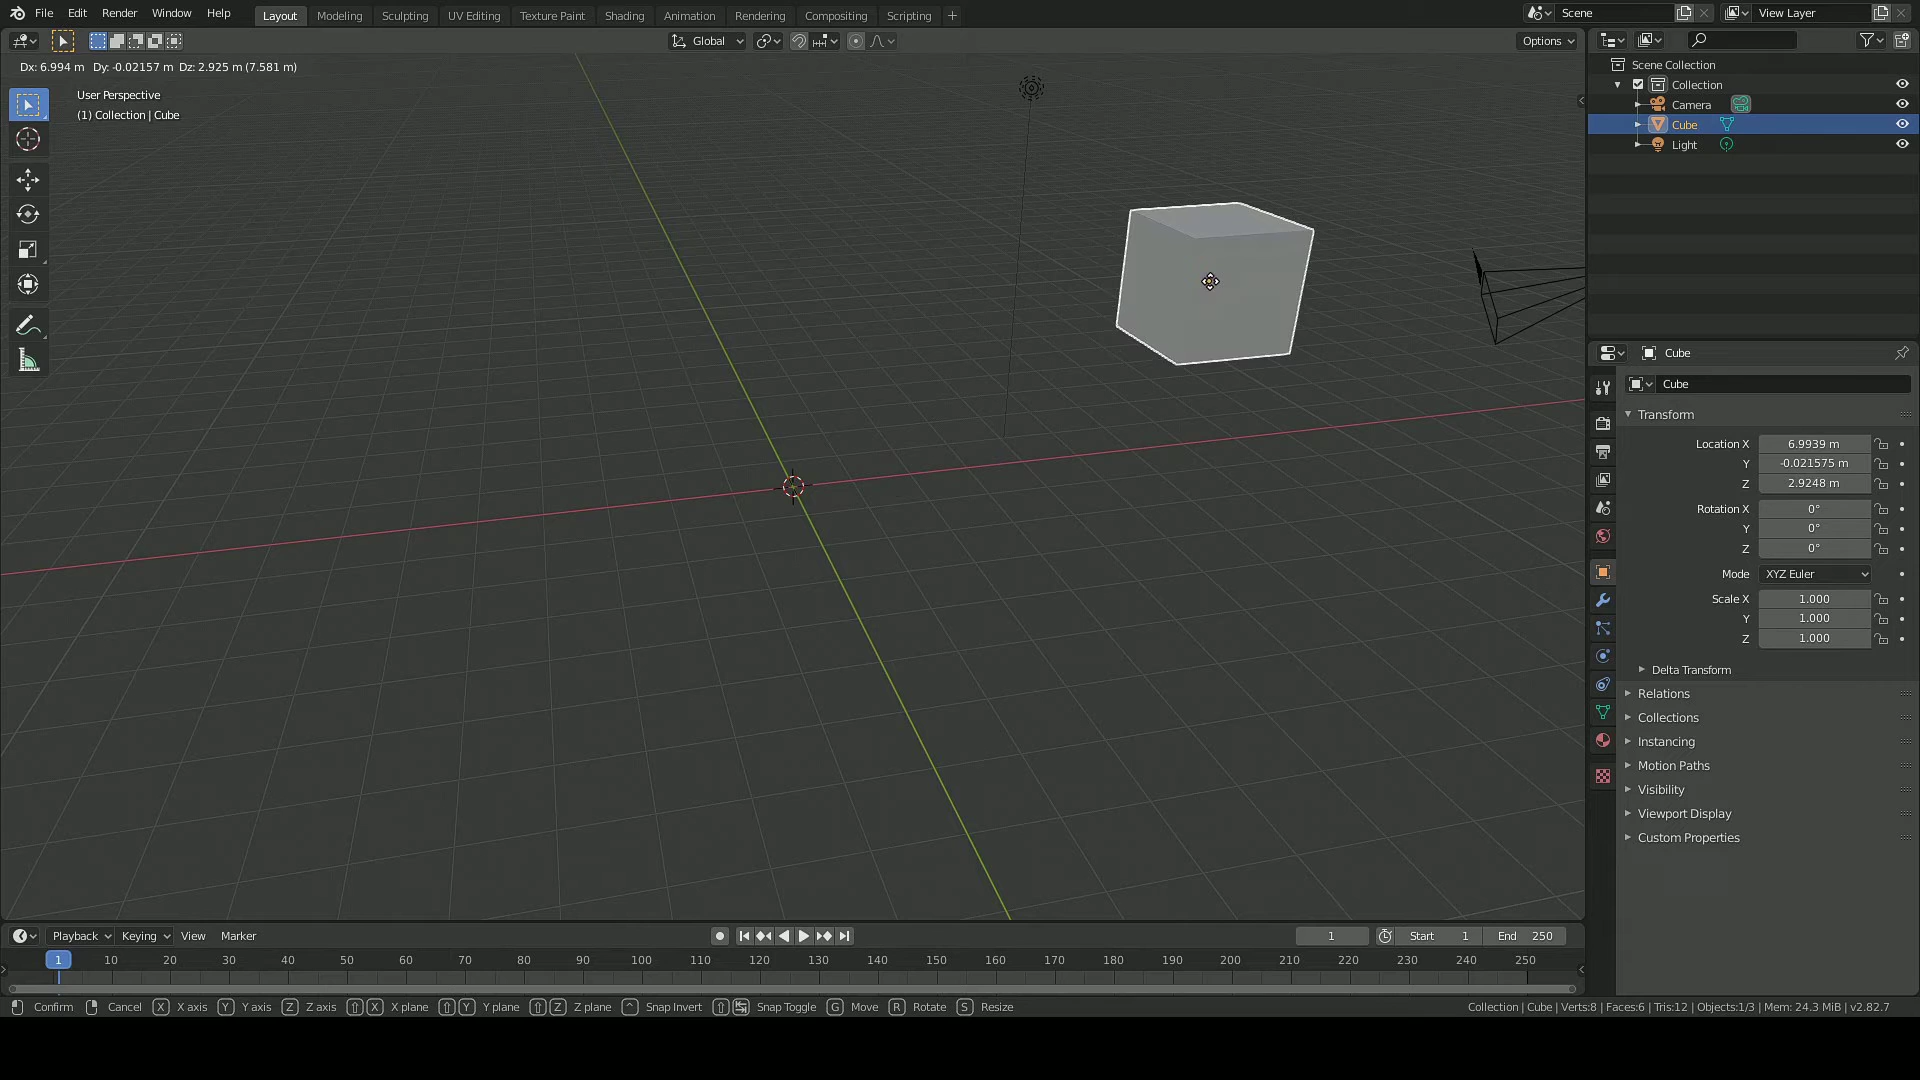 File Edit Render Window Help Layout Modeling Sculpting UV Editing Texture Paint Shading Animation Rendering Compositing Scripting + Scene View Layer
Global Options
Dx: 6.994 m Dy: -0.02157 m Dz: 2.925 m (7.581 m)
User Perspective
(1) Collection | Cube
Scene Collection
Collection
Camera
Cube
Light
Cube
Cube
Transform
Location X 6.9939 m
Y -0.021575 m
Z 2.9248 m
Rotation X 0°
Y 0°
Z 0°
Mode XYZ Euler
Scale X 1.000
Y 1.000
Z 1.000
Delta Transform
Relations
Collections
Instancing
Motion Paths
Visibility
Viewport Display
Custom Properties
Playback Keying View Marker 1 Start 1 End 250
1 10 20 30 40 50 60 70 80 90 100 110 120 130 140 150 160 170 180 190 200 210 220 230 240 250
Confirm Cancel X X axis Y Y axis Z Z axis X X plane Y Y plane Z Z plane Snap Invert Snap Toggle G Move R Rotate S Resize Collection | Cube | Verts:8 | Faces:6 | Tris:12 | Objects:1/3 | Mem: 24.3 MiB | v2.82.7